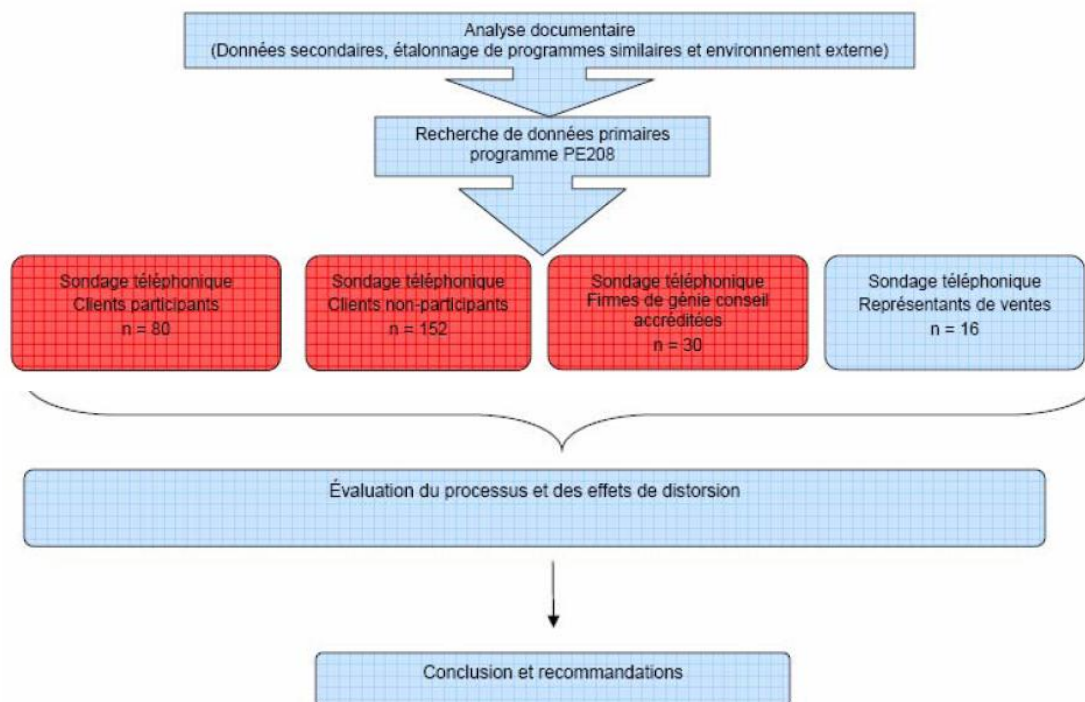 Analyse documentaire
(Données secondaires, étalonnage de programmes similaires et environnement externe)
Recherche de données primaires
programme PE208
Sondage téléphonique
Clients participants
n = 80
Sondage téléphonique
Clients non-participants
n = 152
Sondage téléphonique
Firmes de génie conseil
accréditées
n = 30
Sondage téléphonique
Représentants de ventes
n = 16
Évaluation du processus et des effets de distorsion
Conclusion et recommandations